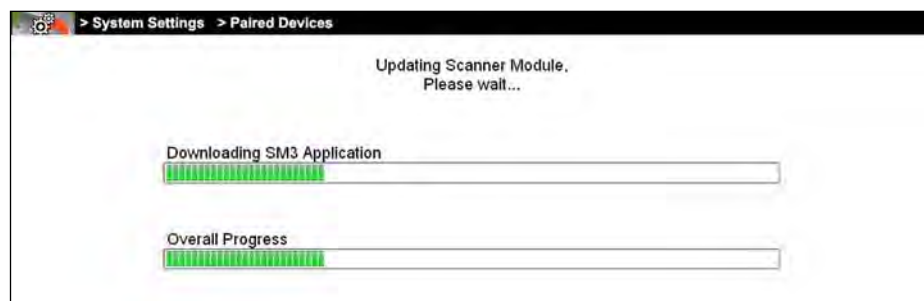 > System Settings > Paired Devices
Updating Scanner Module.
Please wait...
Downloading SM3 Application
Overall Progress